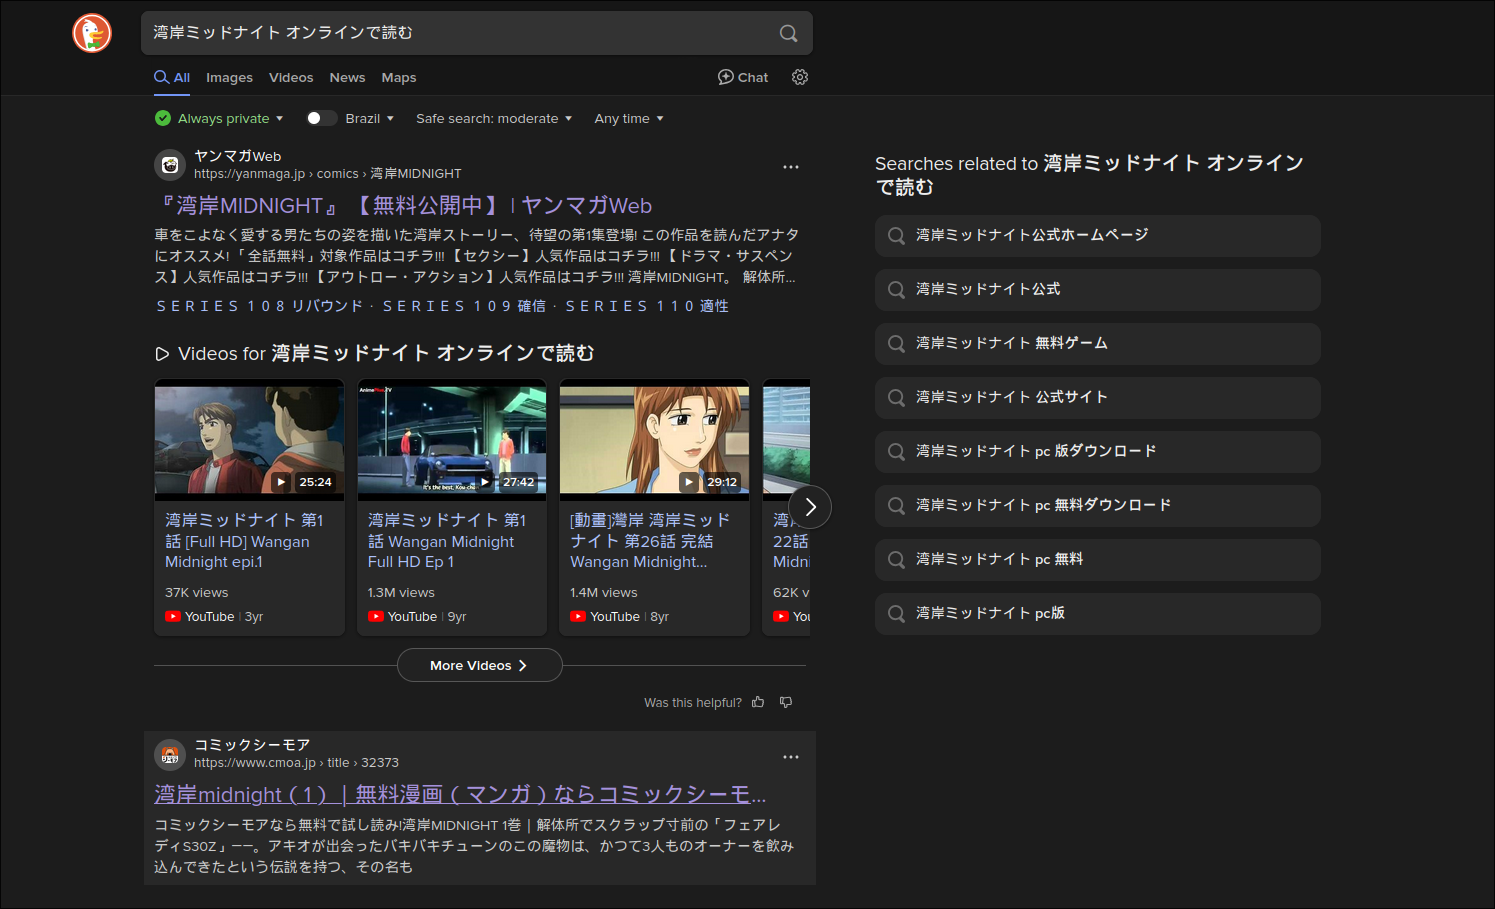 湾岸ミッドナイト オンラインで読む
All Images Videos News Maps Chat
Always private Brazil Safe search: moderate Any time
ヤンマガWeb
https://yanmaga.jp › comics › 湾岸MIDNIGHT
『湾岸MIDNIGHT』 【無料公開中】 | ヤンマガWeb
車をこよなく愛する男たちの姿を描いた湾岸ストーリー、待望の第1集登場! この作品を読んだアナタ
にオススメ! 「全話無料」対象作品はコチラ!!! 【セクシー】人気作品はコチラ!!! 【ドラマ・サスペン
ス】人気作品はコチラ!!! 【アウトロー・アクション】人気作品はコチラ!!! 湾岸MIDNIGHT。 解体所...
ＳＥＲＩＥＳ １０８ リバウンド · ＳＥＲＩＥＳ １０９ 確信 · ＳＥＲＩＥＳ １１０ 適性
Videos for 湾岸ミッドナイト オンラインで読む
25:24
湾岸ミッドナイト 第1
話 [Full HD] Wangan
Midnight epi.1
37K views
YouTube | 3yr
It's the best, Kou-cha
27:42
湾岸ミッドナイト 第1
話 Wangan Midnight
Full HD Ep 1
1.3M views
YouTube | 9yr
29:12
[動畫]灣岸 湾岸ミッド
ナイト 第26話 完結
Wangan Midnight...
1.4M views
YouTube | 8yr
湾岸
22話
Midni
62K v
You
More Videos
Was this helpful?
コミックシーモア
https://www.cmoa.jp › title › 32373
湾岸midnight（1）｜無料漫画（マンガ）ならコミックシーモ...
コミックシーモアなら無料で試し読み!湾岸MIDNIGHT 1巻｜解体所でスクラップ寸前の「フェアレ
ディS30Z」――。アキオが出会ったバキバキチューンのこの魔物は、かつて3人ものオーナーを飲み
込んできたという伝説を持つ、その名も
Searches related to 湾岸ミッドナイト オンライン
で読む
湾岸ミッドナイト公式ホームページ
湾岸ミッドナイト公式
湾岸ミッドナイト 無料ゲーム
湾岸ミッドナイト 公式サイト
湾岸ミッドナイト pc 版ダウンロード
湾岸ミッドナイト pc 無料ダウンロード
湾岸ミッドナイト pc 無料
湾岸ミッドナイト pc版